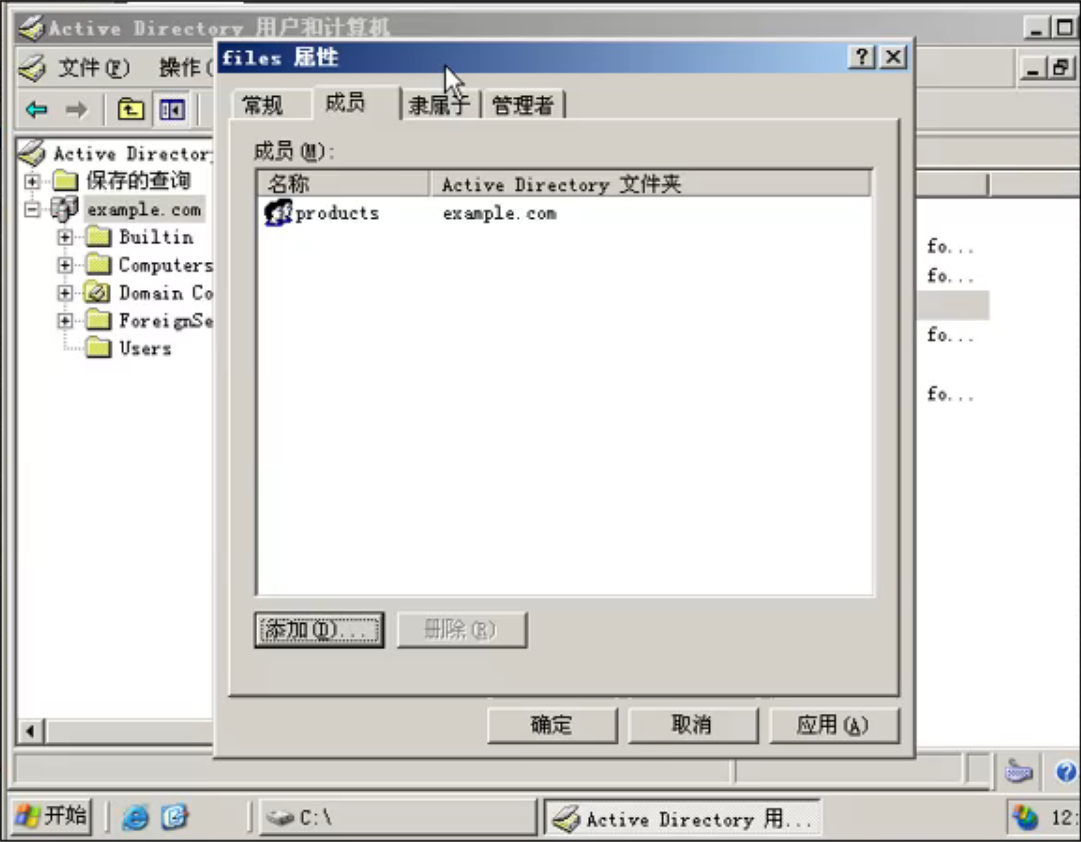 Active Directory 用户和计算机
文件(F) 操作(
files 属性
常规 成员 隶属于 管理者
成员(M):
名称 Active Directory 文件夹
products example.com
Active Director
保存的查询
example.com
Builtin
Computers
Domain Co
ForeignSe
Users
fo...
fo...
fo...
fo...
添加(D)... 删除(R)
确定 取消 应用(A)
开始 C:\ Active Directory 用... 12: